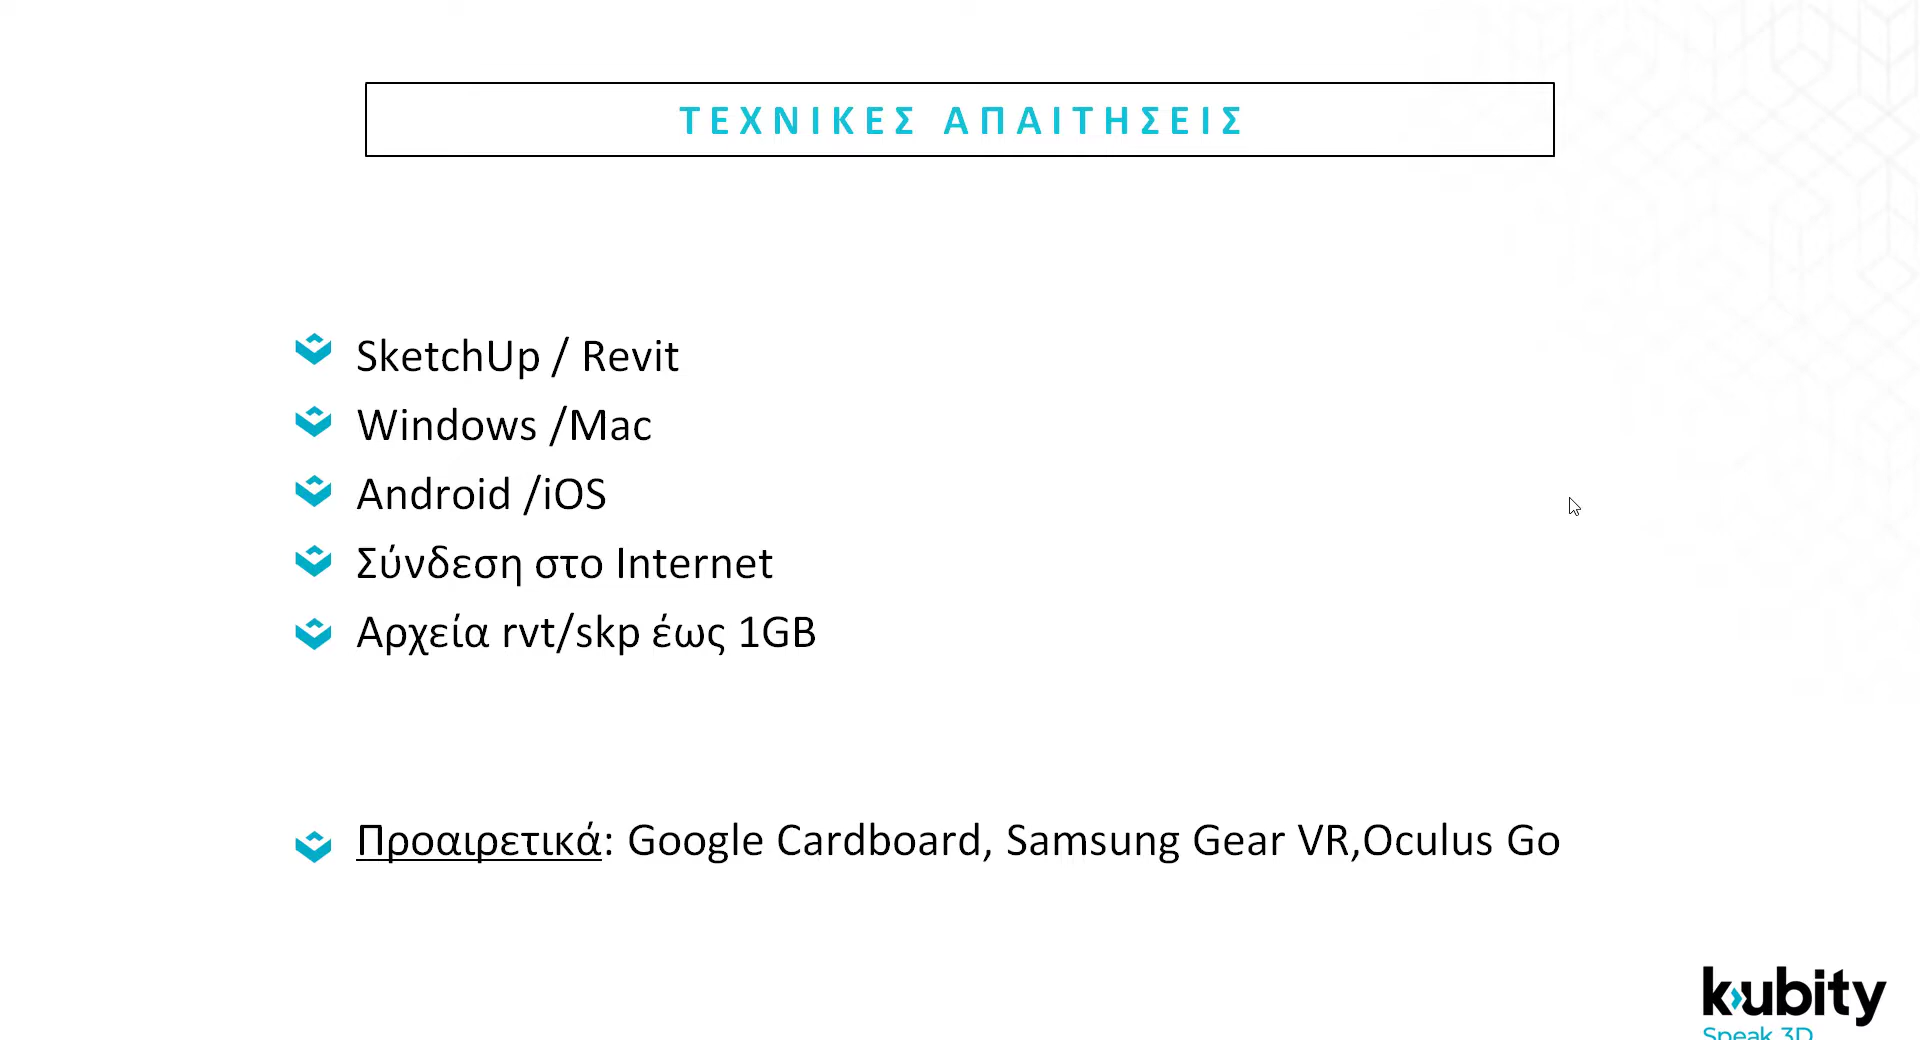 ΤΕΧΝΙΚΕΣ ΑΠΑΙΤΗΣΕΙΣ
SketchUp / Revit
Windows /Mac
Android /iOS
Σύνδεση στο Internet
Αρχεία rvt/skp έως 1GB
Προαιρετικά: Google Cardboard, Samsung Gear VR,Oculus Go
kubity
Speak 3D